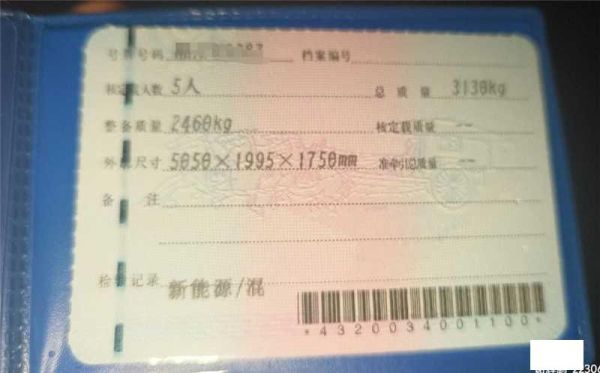 号牌号码 档案编号
核定载人数 5人 总质量 3130kg
整备质量 2460kg 核定载质量 --
外廓尺寸 5050×1995×1750mm 准牵引总质量 --
备注
检验记录 新能源/混
*4320034001100*